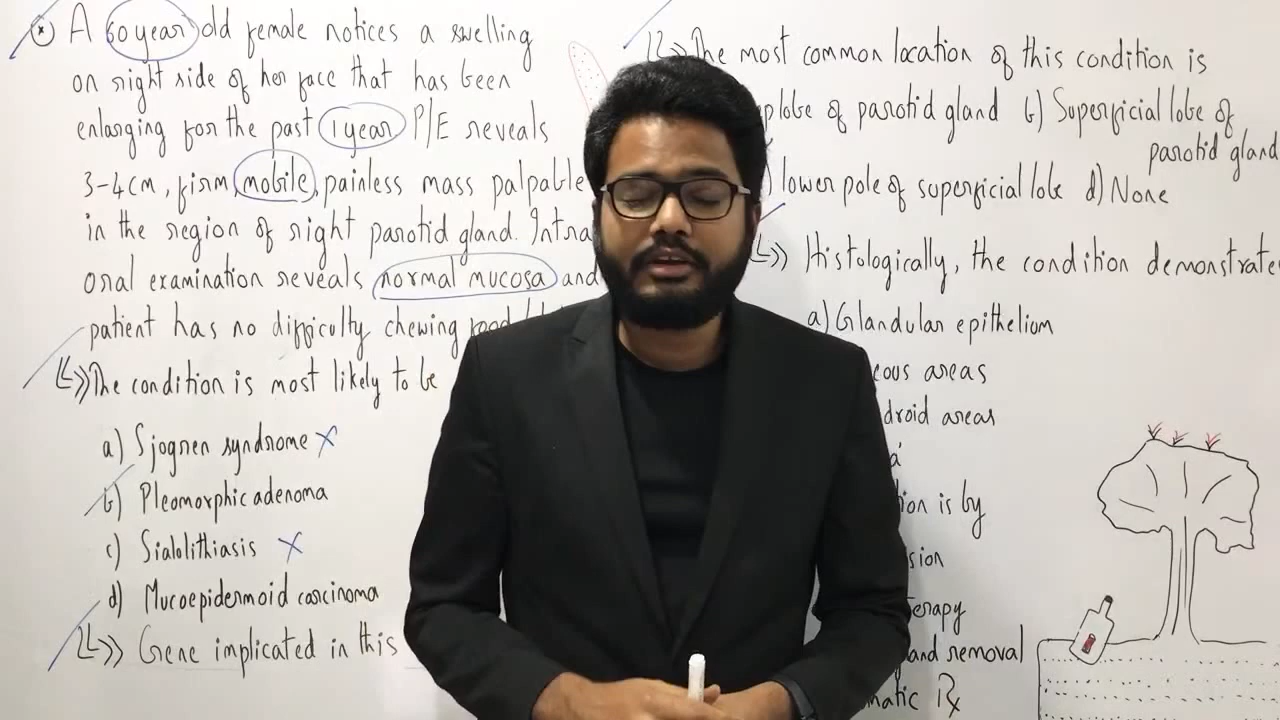 A 60 year old female notices a swelling
on right side of her face that has been
enlarging for the past 1 year P/E reveals
3-4cm, firm, mobile, painless mass palpable
in the region of right parotid gland. Intra
oral examination reveals normal mucosa and
patient has no difficulty chewing food
The condition is most likely to be
a) Sjogren syndrome
b) Pleomorphic adenoma
c) Sialolithiasis
d) Mucoepidermoid carcinoma
Gene implicated in this
The most common location of this condition is
lobe of parotid gland b) Superficial lobe of
parotid gland
lower pole of superficial lobe d) None
Histologically, the condition demonstrate
a) Glandular epithelium
areas
areas
is by
and removal
Rx